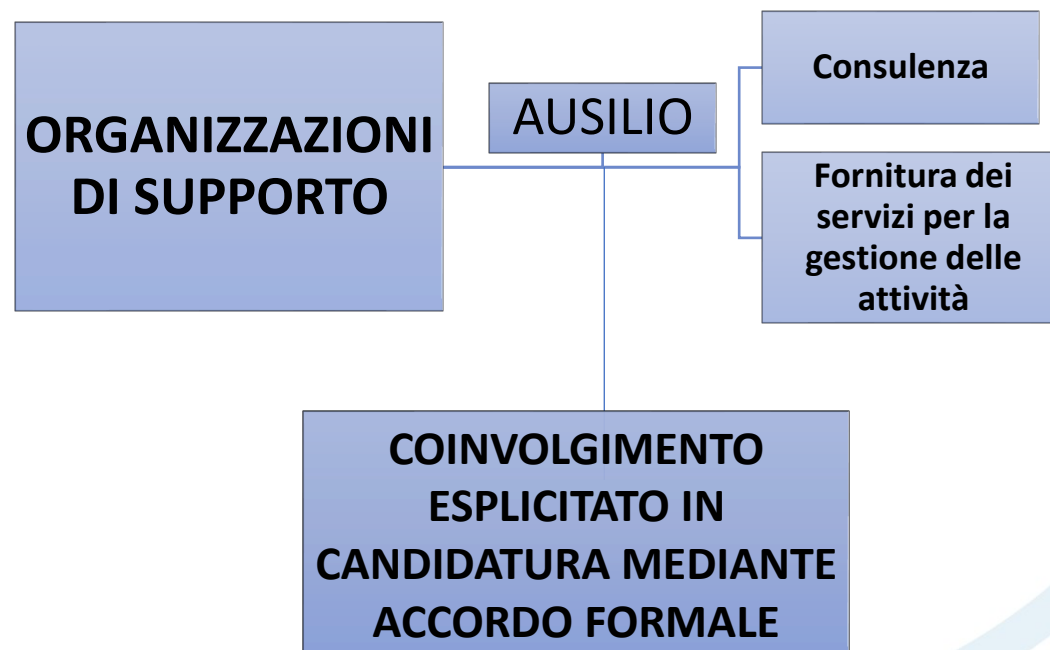 ORGANIZZAZIONI
DI SUPPORTO
AUSILIO
Consulenza
Fornitura dei
servizi per la
gestione delle
attività
COINVOLGIMENTO
ESPLICITATO IN
CANDIDATURA MEDIANTE
ACCORDO FORMALE